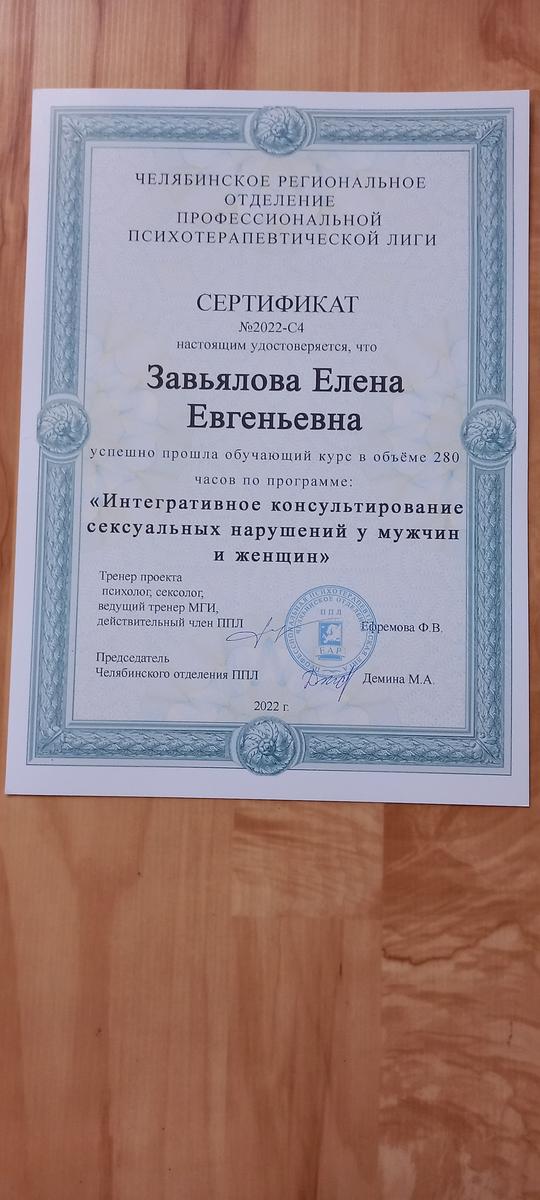 ЧЕЛЯБИНСКОЕ РЕГИОНАЛЬНОЕ
ОТДЕЛЕНИЕ
ПРОФЕССИОНАЛЬНОЙ
ПСИХОТЕРАПЕВТИЧЕСКОЙ ЛИГИ
СЕРТИФИКАТ
№2022-С4
настоящим удостоверяется, что
Завьялова Елена
Евгеньевна
успешно прошла обучающий курс в объёме 280
часов по программе:
«Интегративное консультирование
сексуальных нарушений у мужчин
и женщин»
Тренер проекта
психолог, сексолог,
ведущий тренер МГИ,
действительный член ППЛ
Ефремова Ф.В.
ППЛ
ЕАР
Председатель
Челябинского отделения ППЛ
Демина М.А.
2022 г.